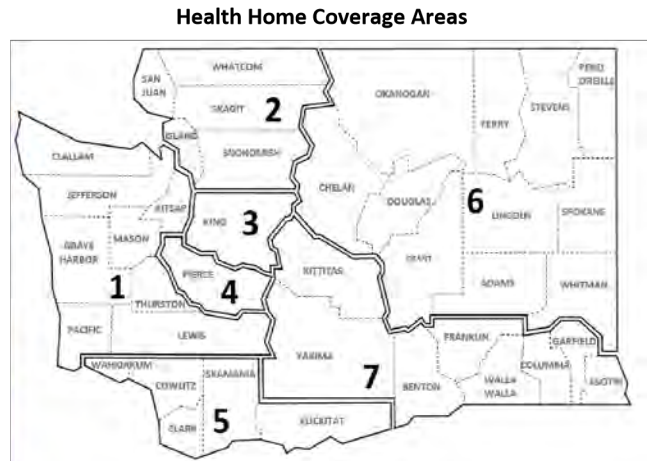 Health Home Coverage Areas
WHATCOM
SAN
JUAN
SKAGIT
2
ISLAND
SNOHOMISH
OKANOGAN
FERRY
STEVENS
PEND
OREILLE
CLALLAM
JEFFERSON
KITSAP
KING
3
CHELAN
DOUGLAS
6
LINCOLN
SPOKANE
GRAYS
HARBOR
MASON
1
PIERCE
4
THURSTON
KITTITAS
GRANT
ADAMS
WHITMAN
PACIFIC
LEWIS
YAKIMA
7
FRANKLIN
GARFIELD
BENTON
WALLA
WALLA
COLUMBIA
ASOTIN
WAHKIAKUM
COWLITZ
SKAMANIA
CLARK
5
KLICKITAT